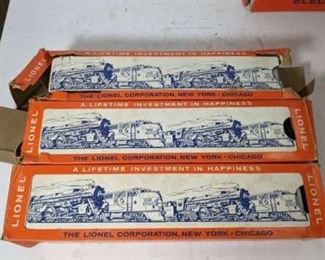 LIONEL
A LIFETIME INVESTMENT IN HAPPINESS
THE LIONEL CORPORATION, NEW YORK - CHICAGO
LIONEL
A LIFETIME INVESTMENT IN HAPPINESS
LIONEL
THE LIONEL CORPORATION, NEW YORK - CHICAGO
LIONEL
A LIFETIME INVESTMENT IN HAPPINESS
LIONEL
THE LIONEL CORPORATION, NEW YORK - CHICAGO